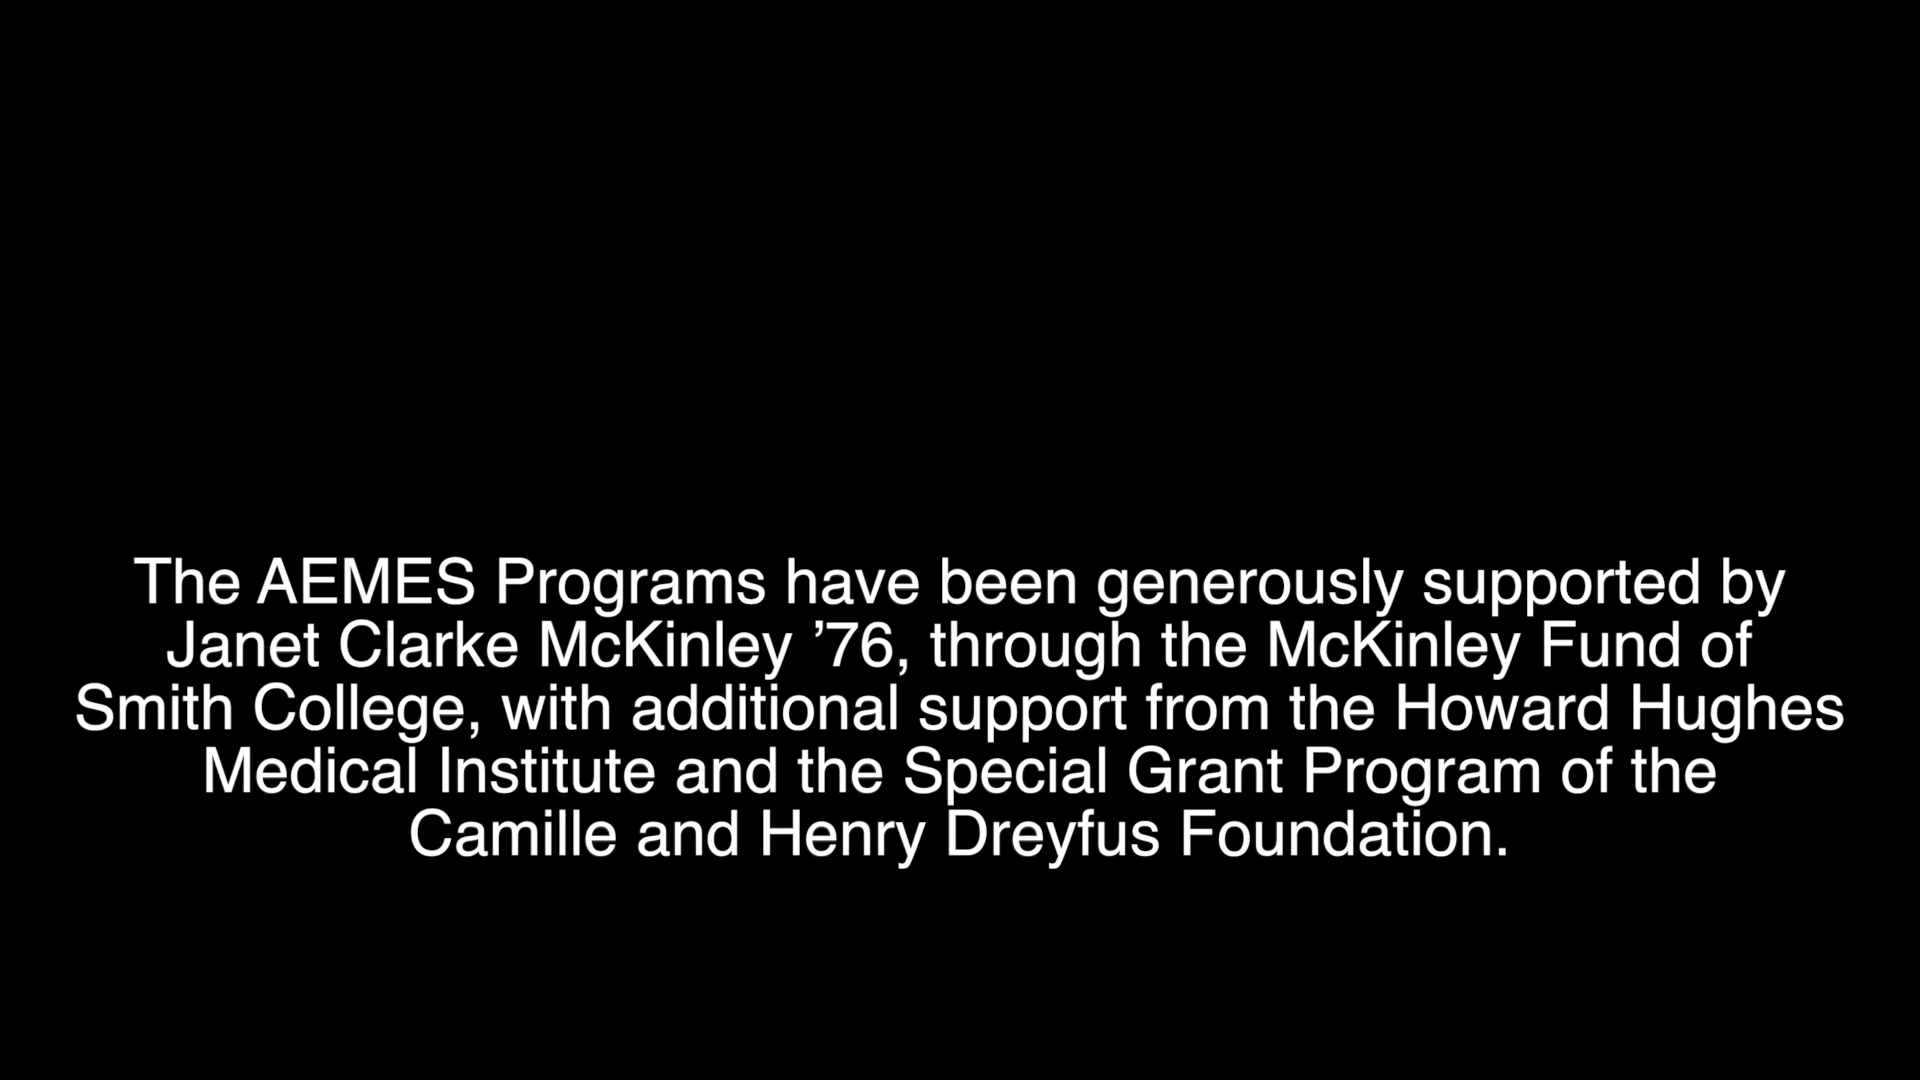 The AEMES Programs have been generously supported by
Janet Clarke McKinley ’76, through the McKinley Fund of
Smith College, with additional support from the Howard Hughes
Medical Institute and the Special Grant Program of the
Camille and Henry Dreyfus Foundation.